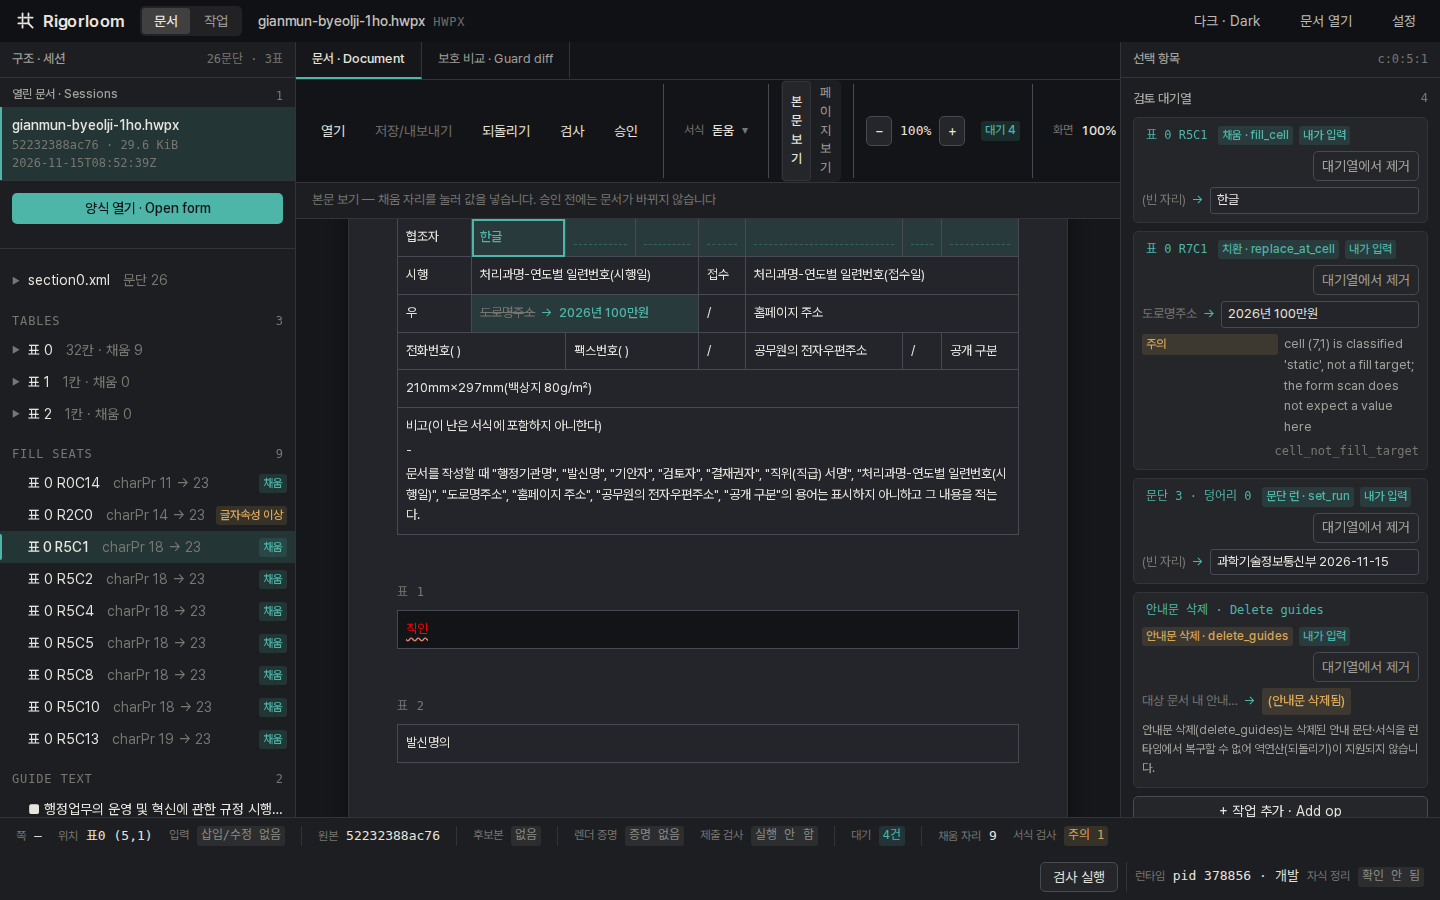 Rigorloom 문서 작업 gianmun-byeolji-1ho.hwpx HWPX 다크 · Dark 문서 열기 설정
구조 · 세션 26문단 · 3표
열린 문서 · Sessions 1
gianmun-byeolji-1ho.hwpx
52232388ac76 · 29.6 KiB
2026-11-15T08:52:39Z
양식 열기 · Open form
▶ section0.xml 문단 26
TABLES 3
▶ 표 0 32칸 · 채움 9
▶ 표 1 1칸 · 채움 0
▶ 표 2 1칸 · 채움 0
FILL SEATS 9
표 0 R0C14 charPr 11 → 23 채움
표 0 R2C0 charPr 14 → 23 글자속성 이상
표 0 R5C1 charPr 18 → 23 채움
표 0 R5C2 charPr 18 → 23 채움
표 0 R5C4 charPr 18 → 23 채움
표 0 R5C5 charPr 18 → 23 채움
표 0 R5C8 charPr 18 → 23 채움
표 0 R5C10 charPr 18 → 23 채움
표 0 R5C13 charPr 19 → 23 채움
GUIDE TEXT 2
행정업무의 운영 및 혁신에 관한 규정 시행...
문서 · Document 보호 비교 · Guard diff
열기 저장/내보내기 되돌리기 검사 승인 서식 돋움 ▾ 본문보기 페이지보기 − 100% + 대기 4 화면 100%
본문 보기 — 채움 자리를 눌러 값을 넣습니다. 승인 전에는 문서가 바뀌지 않습니다
협조자 한글
시행 처리과명-연도별 일련번호(시행일) 접수 처리과명-연도별 일련번호(접수일)
우 도로명주소 → 2026년 100만원 / 홈페이지 주소
전화번호( ) 팩스번호( ) / 공무원의 전자우편주소 / 공개 구분
210mm×297mm(백상지 80g/m²)
비고(이 난은 서식에 포함하지 아니한다)
-
문서를 작성할 때 "행정기관명", "발신명", "기안자", "검토자", "결재권자", "직위(직급) 서명", "처리과명-연도별 일련번호(시
행일)", "도로명주소", "홈페이지 주소", "공무원의 전자우편주소", "공개 구분"의 용어는 표시하지 아니하고 그 내용을 적는
다.
표 1
직인
표 2
발신명의
선택 항목 c:0:5:1
검토 대기열 4
표 0 R5C1 채움 · fill_cell 내가 입력
대기열에서 제거
(빈 자리) → 한글
표 0 R7C1 치환 · replace_at_cell 내가 입력
대기열에서 제거
도로명주소 → 2026년 100만원
주의 cell (7,1) is classified
'static', not a fill target;
the form scan does
not expect a value
here
cell_not_fill_target
문단 3 · 덩어리 0 문단 런 · set_run 내가 입력
대기열에서 제거
(빈 자리) → 과학기술정보통신부 2026-11-15
안내문 삭제 · Delete guides
안내문 삭제 · delete_guides 내가 입력
대기열에서 제거
대상 문서 내 안내... → (안내문 삭제됨)
안내문 삭제(delete_guides)는 삭제된 안내 문단·서식을 런
타임에서 복구할 수 없어 역연산(되돌리기)이 지원되지 않습니
다.
+ 작업 추가 · Add op
쪽 — 위치 표0 (5,1) 입력 삽입/수정 없음 원본 52232388ac76 후보본 없음 렌더 증명 증명 없음 제출 검사 실행 안 함 대기 4건 채움 자리 9 서식 검사 주의 1
검사 실행 런타임 pid 378856 · 개발 자식 정리 확인 안 됨